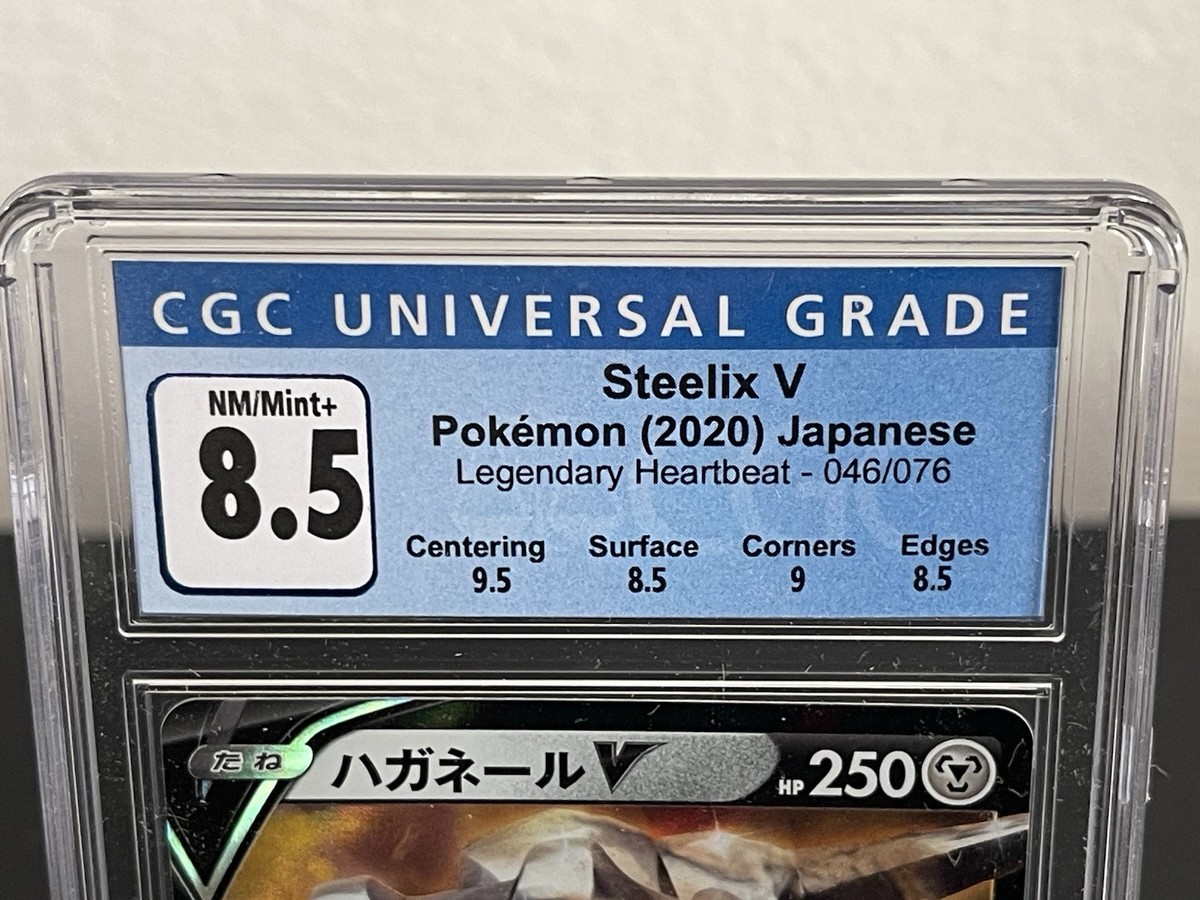 CGC UNIVERSAL GRADE
NM/Mint+
8.5
Steelix V
Pokémon (2020) Japanese
Legendary Heartbeat - 046/076
Centering Surface Corners Edges
9.5 8.5 9 8.5
たね ハガネールV HP 250